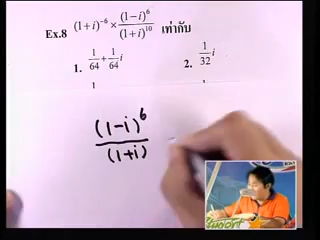 Ex.8 (1+i)⁻⁶ × (1−i)⁶/(1+i)¹⁰ เท่ากับ
1. 1/64 + 1/64 i 2. 1/32 i
(1−i)⁶
(1+i)